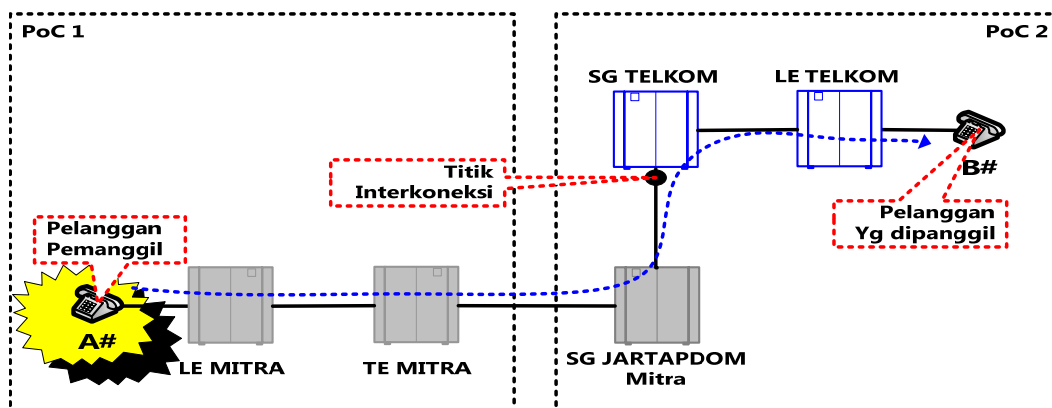 PoC 1
PoC 2
SG TELKOM
LE TELKOM
B#
Titik
Interkoneksi
Pelanggan
Yg dipanggil
Pelanggan
Pemanggil
A#
LE MITRA
TE MITRA
SG JARTAPDOM
Mitra